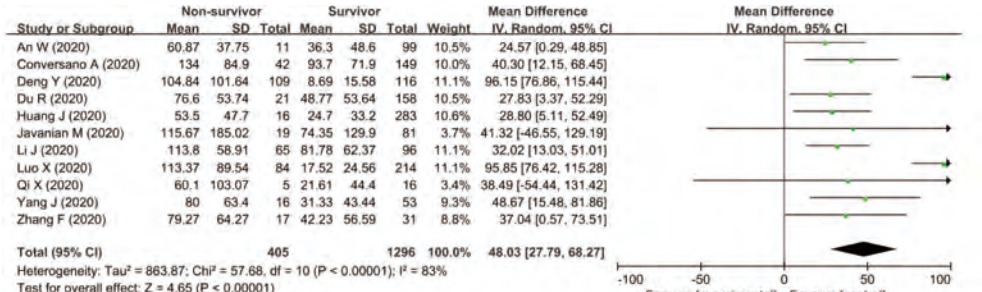 Non-survivor Survivor Mean Difference Mean Difference
Study or Subgroup Mean SD Total Mean SD Total Weight IV. Random. 95% CI IV. Random. 95% CI
An W (2020) 60.87 37.75 11 36.3 48.6 99 10.5% 24.57 [0.29, 48.85]
Conversano A (2020) 134 84.9 42 93.7 71.9 149 10.0% 40.30 [12.15, 68.45]
Deng Y (2020) 104.84 101.64 109 8.69 15.58 116 11.1% 96.15 [76.86, 115.44]
Du R (2020) 76.6 53.74 21 48.77 53.64 158 10.5% 27.83 [3.37, 52.29]
Huang J (2020) 53.5 47.7 16 24.7 33.2 283 10.6% 28.80 [5.11, 52.49]
Javanian M (2020) 115.67 185.02 19 74.35 129.9 81 3.7% 41.32 [-46.55, 129.19]
Li J (2020) 113.8 58.91 65 81.78 62.37 96 11.1% 32.02 [13.03, 51.01]
Luo X (2020) 113.37 89.54 84 17.52 24.56 214 11.1% 95.85 [76.42, 115.28]
Qi X (2020) 60.1 103.07 5 21.61 44.4 16 3.4% 38.49 [-54.44, 131.42]
Yang J (2020) 80 63.4 16 31.33 43.44 53 9.3% 48.67 [15.48, 81.86]
Zhang F (2020) 79.27 64.27 17 42.23 56.59 31 8.8% 37.04 [0.57, 73.51]
Total (95% CI) 405 1296 100.0% 48.03 [27.79, 68.27]
Heterogeneity: Tau² = 863.87; Chi² = 57.68, df = 10 (P < 0.00001); I² = 83%
Test for overall effect: Z = 4.65 (P < 0.00001)
-100 -50 0 50 100